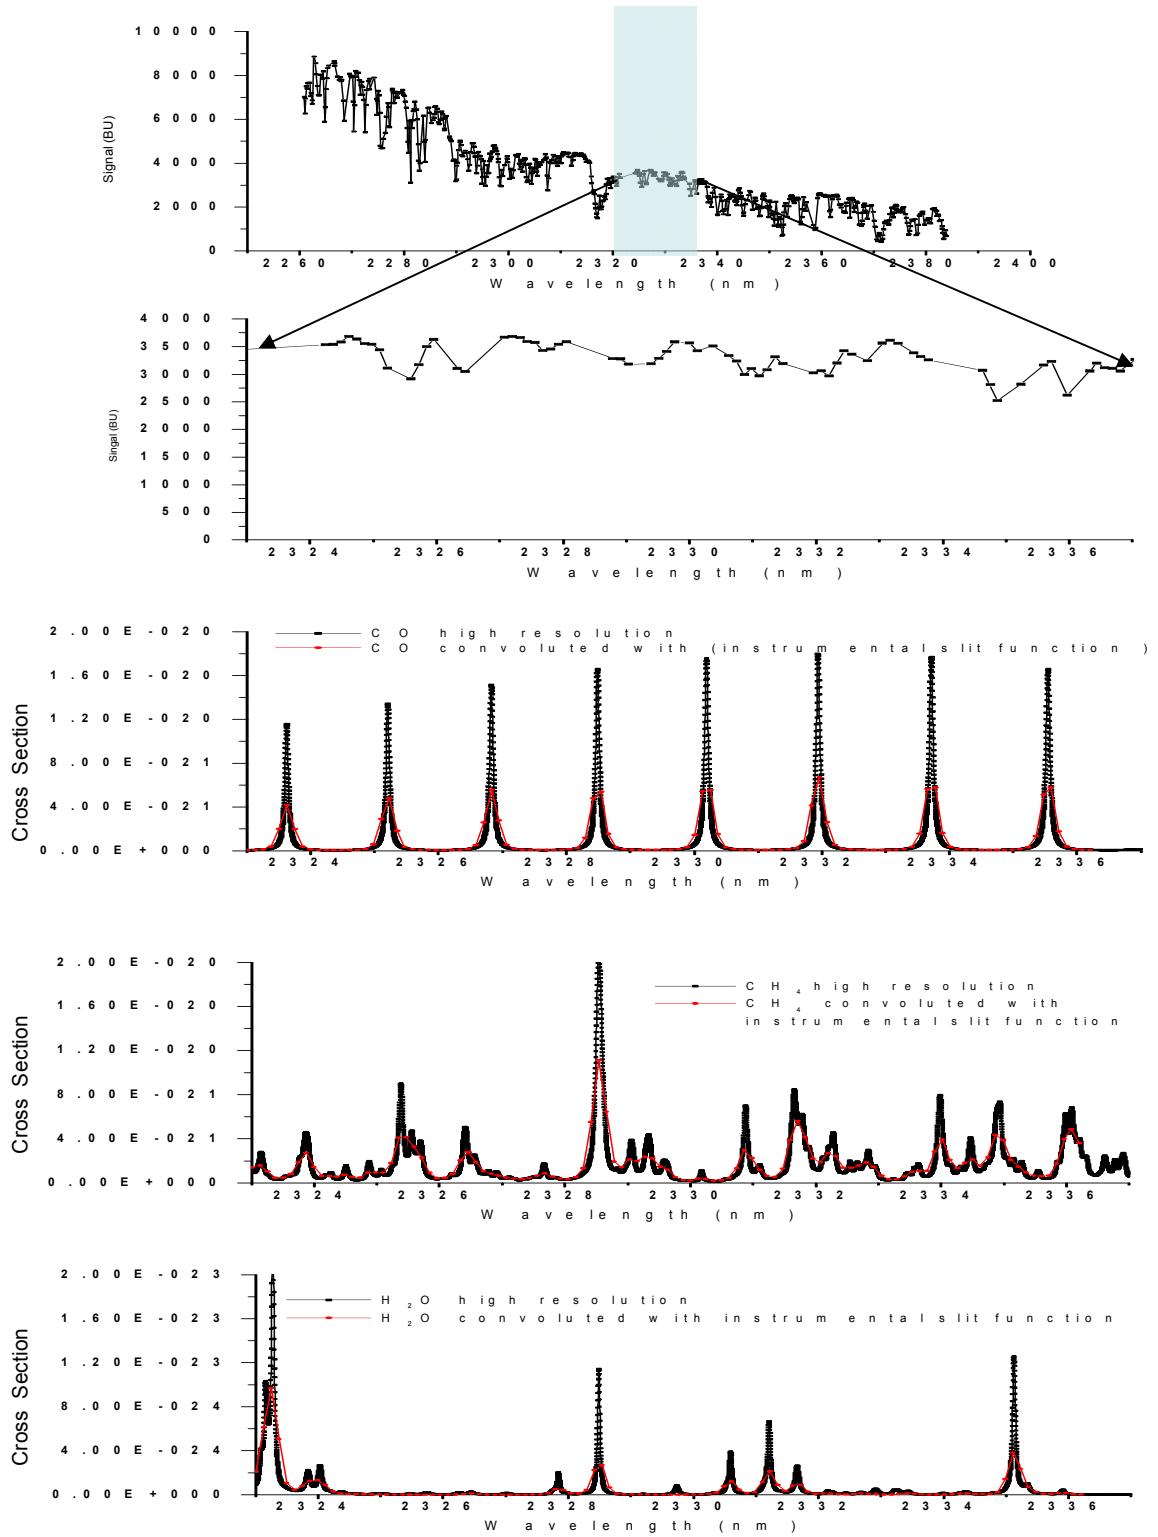 10000
8000
6000
4000
2000
0
Signal (BU)
2260 2280 2300 2320 2340 2360 2380 2400
Wavelength (nm)
4000
3500
3000
2500
2000
1500
1000
500
0
Singal (BU)
2324 2326 2328 2330 2332 2334 2336
Wavelength (nm)
CO high resolution
CO convoluted with (instrumental slit function)
2.00E-020
1.60E-020
1.20E-020
8.00E-021
4.00E-021
0.00E+000
Cross Section
2324 2326 2328 2330 2332 2334 2336
Wavelength (nm)
CH4 high resolution
CH4 convoluted with
instrumental slit function
2.00E-020
1.60E-020
1.20E-020
8.00E-021
4.00E-021
0.00E+000
Cross Section
2324 2326 2328 2330 2332 2334 2336
Wavelength (nm)
H2O high resolution
H2O convoluted with instrumental slit function
2.00E-023
1.60E-023
1.20E-023
8.00E-024
4.00E-024
0.00E+000
Cross Section
2324 2326 2328 2330 2332 2334 2336
Wavelength (nm)